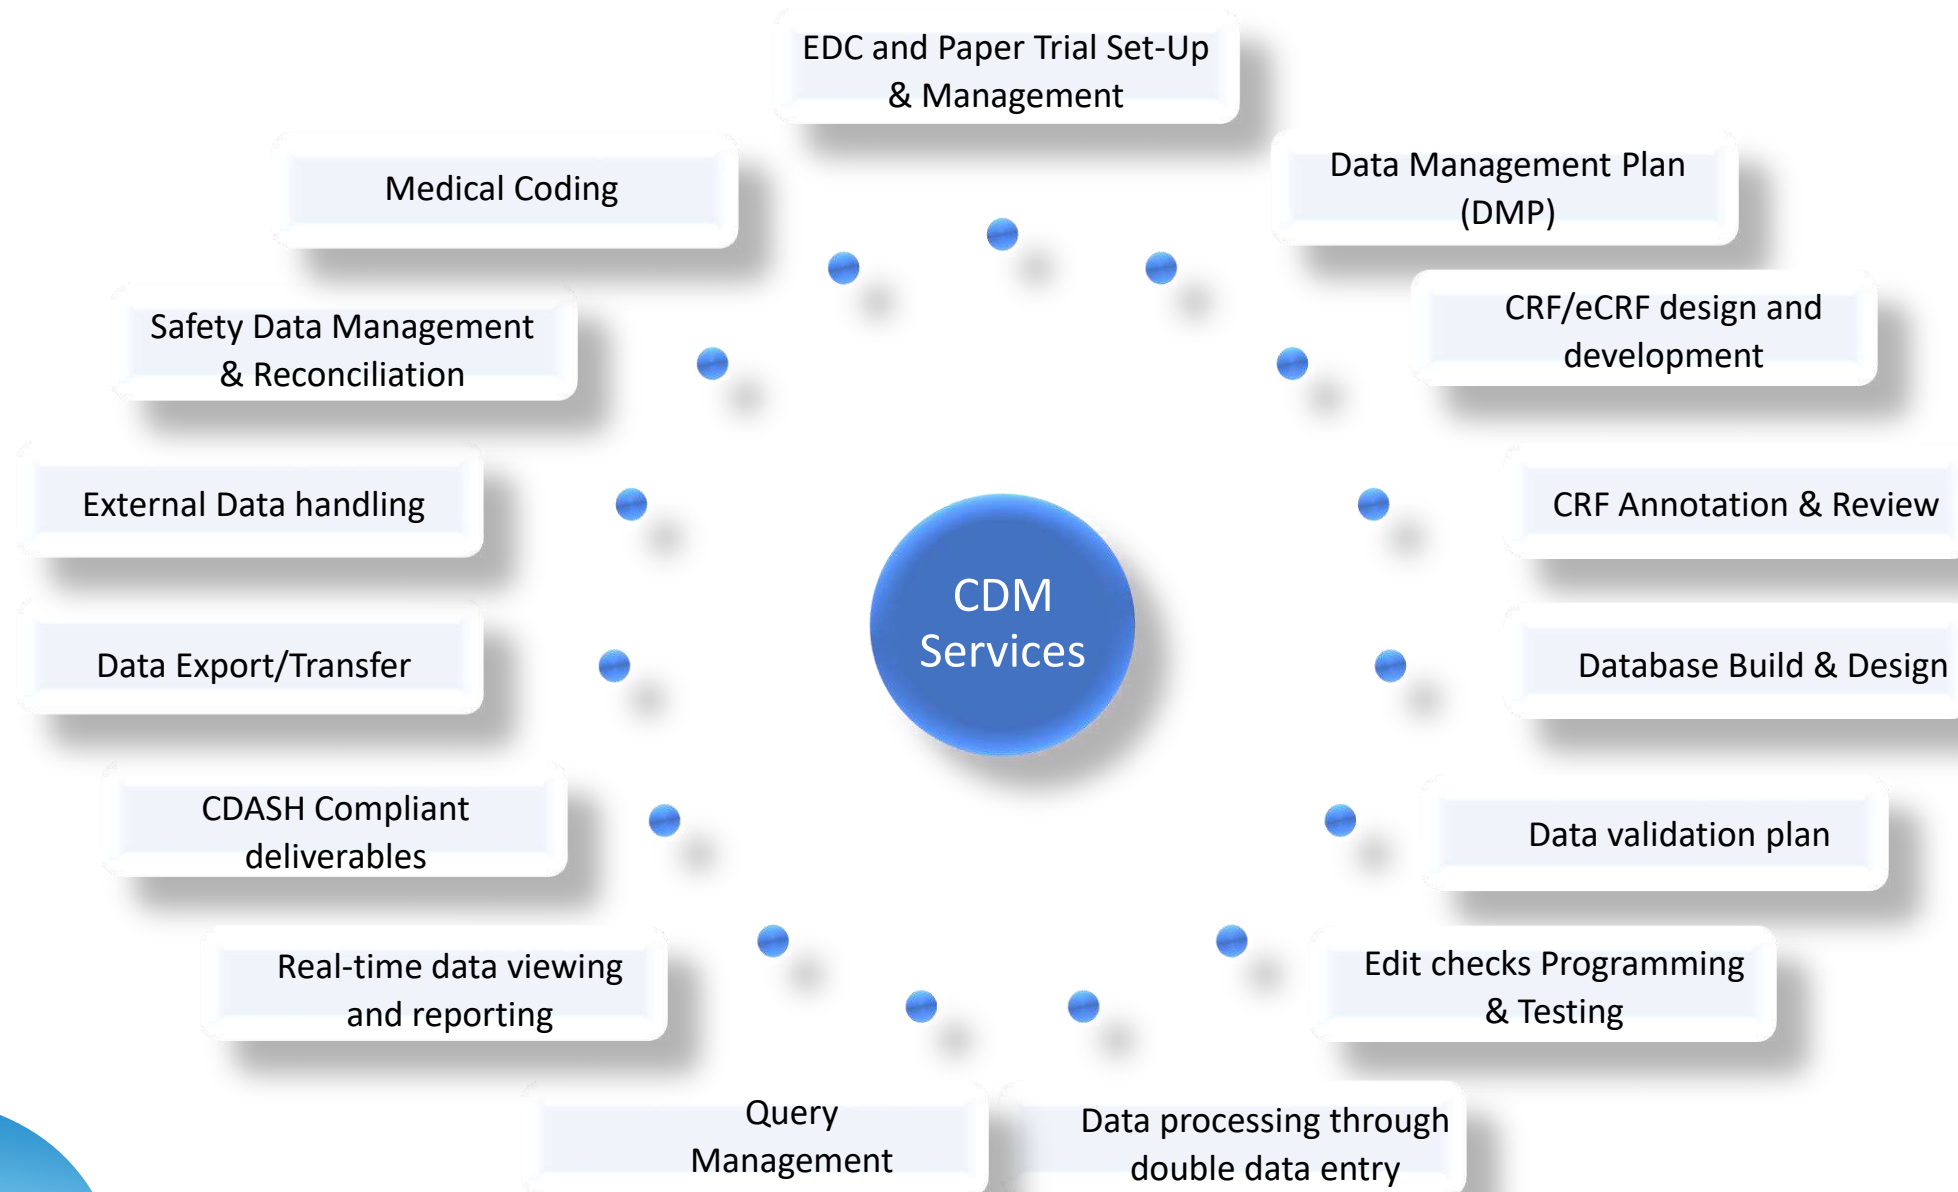 EDC and Paper Trial Set-Up
& Management
Data Management Plan
(DMP)
CRF/eCRF design and
development
CRF Annotation & Review
Database Build & Design
Data validation plan
Edit checks Programming
& Testing
Data processing through
double data entry
Query
Management
Real-time data viewing
and reporting
CDASH Compliant
deliverables
Data Export/Transfer
External Data handling
Safety Data Management
& Reconciliation
Medical Coding
CDM
Services